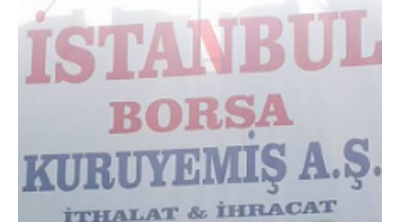 İSTANBUL
BORSA
KURUYEMİŞ A.Ş.
İTHALAT & İHRACAT